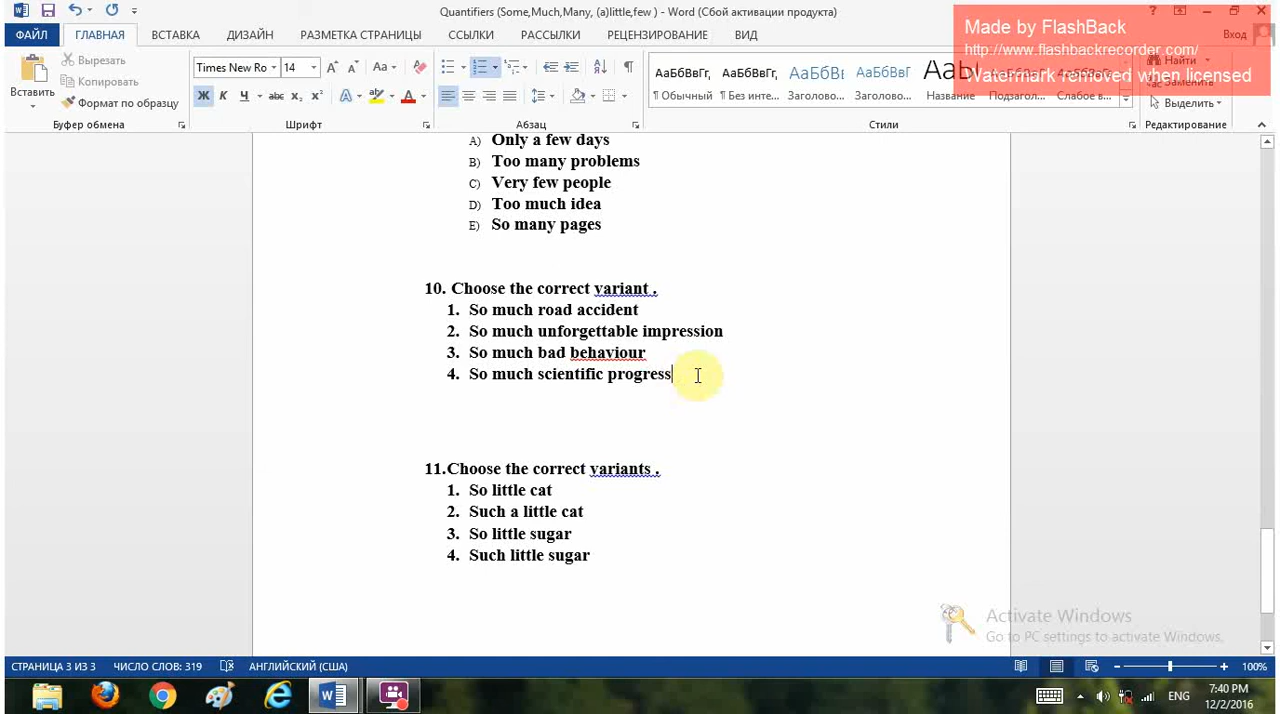 Quantifiers (Some,Much,Many, (a)little,few ) - Word (Сбой активации продукта)
Made by FlashBack
http://www.flashbackrecorder.com/
Watermark removed when licensed
ФАЙЛ ГЛАВНАЯ ВСТАВКА ДИЗАЙН РАЗМЕТКА СТРАНИЦЫ ССЫЛКИ РАССЫЛКИ РЕЦЕНЗИРОВАНИЕ ВИД Вход
Вставить
Вырезать
Копировать
Формат по образцу
Буфер обмена
Times New Ro 14
Ж К Ч abc x₂ x²
Шрифт
Абзац
АаБбВвГг, АаБбВвГг, АаБбВı АаБбВвГ АаЫ
¶ Обычный ¶ Без инте... Заголово... Заголово... Название Подзагол... Слабое в...
Стили
Найти
Заменить
Выделить
Редактирование
A) Only a few days
B) Too many problems
C) Very few people
D) Too much idea
E) So many pages
10. Choose the correct variant .
1. So much road accident
2. So much unforgettable impression
3. So much bad behaviour
4. So much scientific progress
11.Choose the correct variants .
1. So little cat
2. Such a little cat
3. So little sugar
4. Such little sugar
Activate Windows
Go to PC settings to activate Windows.
СТРАНИЦА 3 ИЗ 3 ЧИСЛО СЛОВ: 319 АНГЛИЙСКИЙ (США) 100%
ENG 7:40 PM
12/2/2016